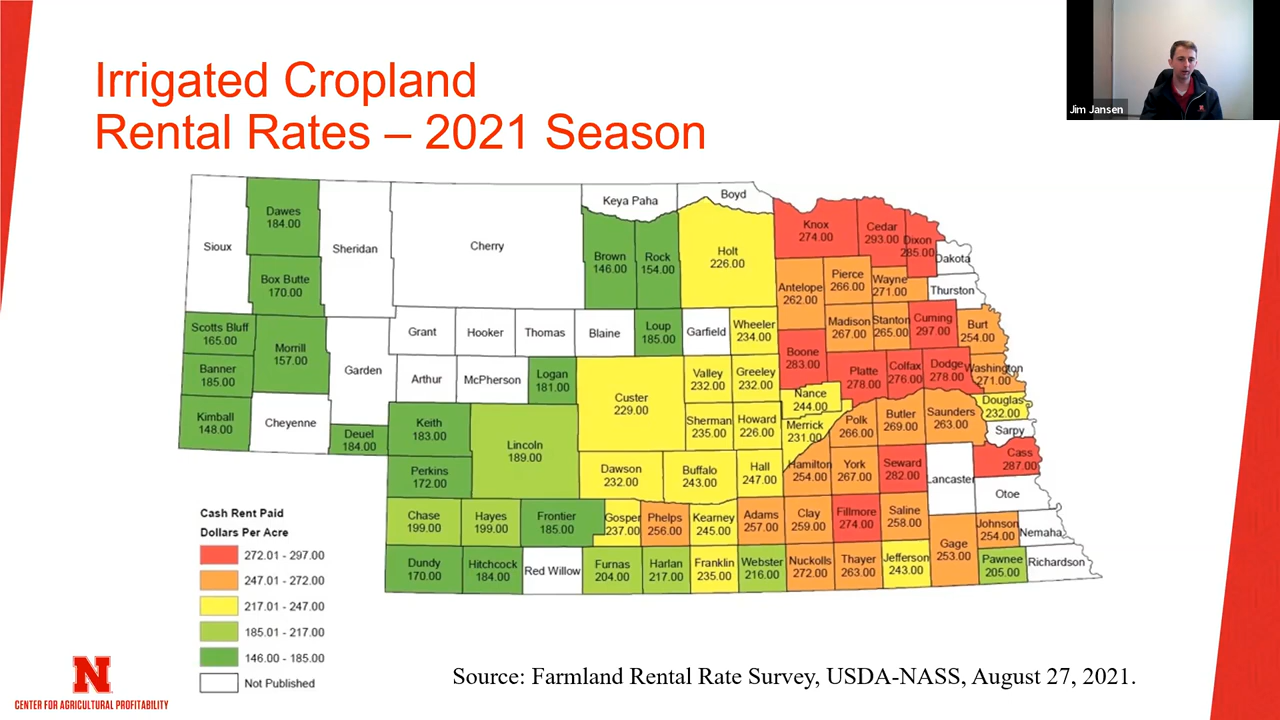 Irrigated Cropland
Rental Rates – 2021 Season
Jim Jansen
Sioux
Dawes
184.00
Sheridan
Cherry
Keya Paha
Boyd
Box Butte
170.00
Brown
146.00
Rock
154.00
Holt
226.00
Knox
274.00
Cedar
293.00
Dixon
285.00
Dakota
Antelope
262.00
Pierce
266.00
Wayne
271.00
Thurston
Scotts Bluff
165.00
Morrill
157.00
Banner
185.00
Kimball
148.00
Cheyenne
Garden
Deuel
184.00
Grant
Hooker
Thomas
Blaine
Loup
185.00
Garfield
Wheeler
234.00
Madison
267.00
Stanton
265.00
Cuming
297.00
Burt
254.00
Arthur
McPherson
Logan
181.00
Custer
229.00
Valley
232.00
Greeley
232.00
Boone
283.00
Platte
278.00
Colfax
276.00
Dodge
278.00
Washington
271.00
Nance
244.00
Douglas
232.00
Keith
183.00
Lincoln
189.00
Sherman
235.00
Howard
226.00
Merrick
231.00
Polk
266.00
Butler
269.00
Saunders
263.00
Sarpy
Perkins
172.00
Dawson
232.00
Buffalo
243.00
Hall
247.00
Hamilton
254.00
York
267.00
Seward
282.00
Lancaster
Cass
287.00
Otoe
Chase
199.00
Hayes
199.00
Frontier
185.00
Gosper
237.00
Phelps
256.00
Kearney
245.00
Adams
257.00
Clay
259.00
Fillmore
274.00
Saline
258.00
Gage
253.00
Johnson
254.00
Nemaha
Dundy
170.00
Hitchcock
184.00
Red Willow
Furnas
204.00
Harlan
217.00
Franklin
235.00
Webster
216.00
Nuckolls
272.00
Thayer
263.00
Jefferson
243.00
Pawnee
205.00
Richardson
Cash Rent Paid
Dollars Per Acre
272.01 - 297.00
247.01 - 272.00
217.01 - 247.00
185.01 - 217.00
146.00 - 185.00
Not Published
Source: Farmland Rental Rate Survey, USDA-NASS, August 27, 2021.
N
CENTER FOR AGRICULTURAL PROFITABILITY